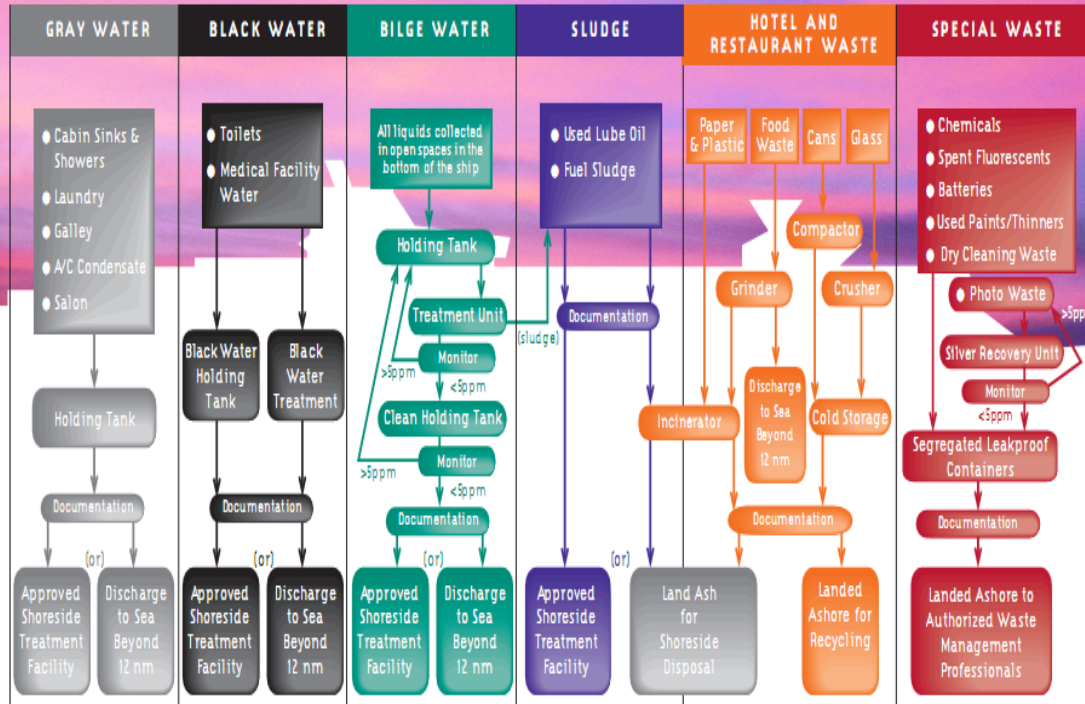 GRAY WATER
Cabin Sinks &
Showers
Laundry
Galley
A/C Condensate
Salon
Holding Tank
Documentation
(or)
Approved
Shoreside
Treatment
Facility
Discharge
to Sea
Beyond
12 nm
BLACK WATER
Toilets
Medical Facility
Water
Black Water
Holding
Tank
Black
Water
Treatment
Documentation
(or)
Approved
Shoreside
Treatment
Facility
Discharge
to Sea
Beyond
12 nm
BILGE WATER
All liquids collected
in open spaces in the
bottom of the ship
Holding Tank
Treatment Unit
(sludge)
Monitor
>5ppm
<5ppm
Clean Holding Tank
Monitor
>5ppm
<5ppm
Documentation
(or)
Approved
Shoreside
Treatment
Facility
Discharge
to Sea
Beyond
12 nm
SLUDGE
Used Lube Oil
Fuel Sludge
Documentation
(or)
Approved
Shoreside
Treatment
Facility
Land Ash
for
Shoreside
Disposal
HOTEL AND
RESTAURANT WASTE
Paper
& Plastic
Food
Waste
Cans
Glass
Compactor
Grinder
Crusher
Incinerator
Discharge
to Sea
Beyond
12 nm
Cold Storage
Documentation
Landed
Ashore for
Recycling
SPECIAL WASTE
Chemicals
Spent Fluorescents
Batteries
Used Paints/Thinners
Dry Cleaning Waste
Photo Waste
>5pp
Silver Recovery Unit
Monitor
<5ppm
Segregated Leakproof
Containers
Documentation
Landed Ashore to
Authorized Waste
Management
Professionals